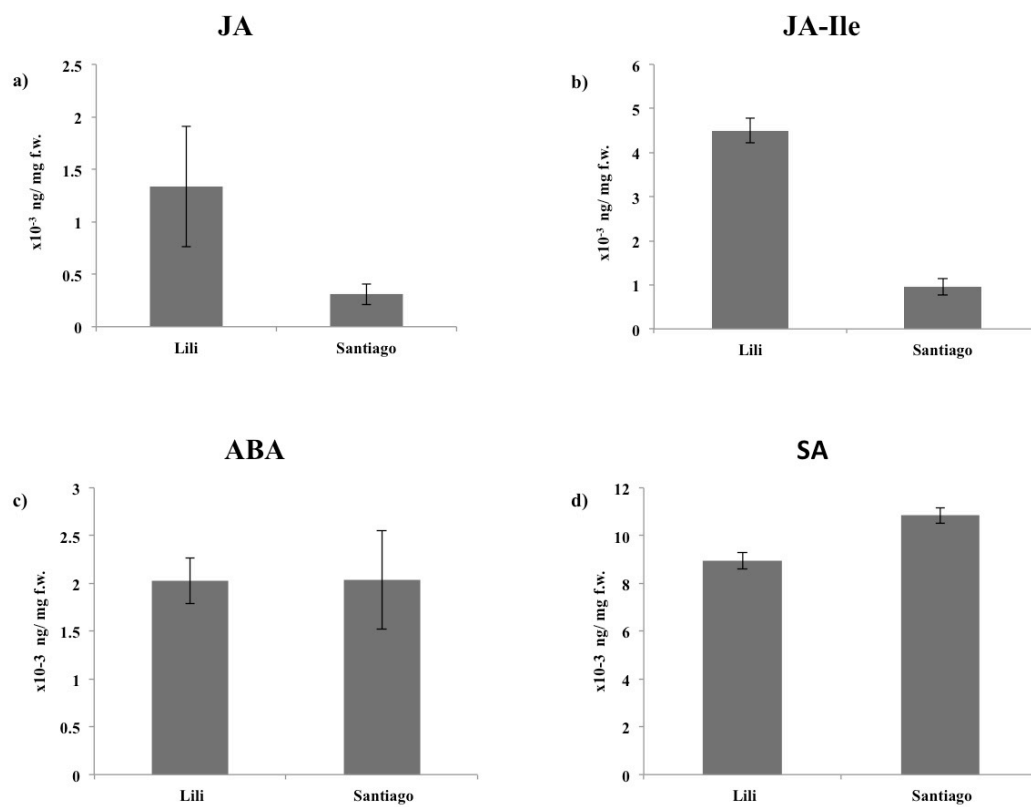 JA
a)
2.5
2
1.5
1
0.5
0
x10⁻³ ng/ mg f.w.
Lili Santiago
JA-Ile
b)
6
5
4
3
2
1
0
x10⁻³ ng/ mg f.w.
Lili Santiago
ABA
c)
3
2.5
2
1.5
1
0.5
0
x10-3 ng/ mg f.w.
Lili Santiago
SA
d)
12
10
8
6
4
2
0
x10-3 ng/ mg f.w.
Lili Santiago